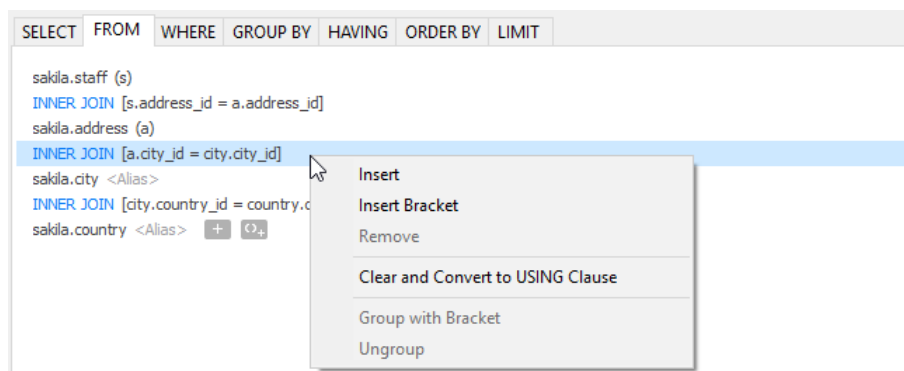 SELECT FROM WHERE GROUP BY HAVING ORDER BY LIMIT
sakila.staff (s)
INNER JOIN [s.address_id = a.address_id]
sakila.address (a)
INNER JOIN [a.city_id = city.city_id]
sakila.city <Alias>
INNER JOIN [city.country_id = country.
sakila.country <Alias> +
Insert
Insert Bracket
Remove
Clear and Convert to USING Clause
Group with Bracket
Ungroup